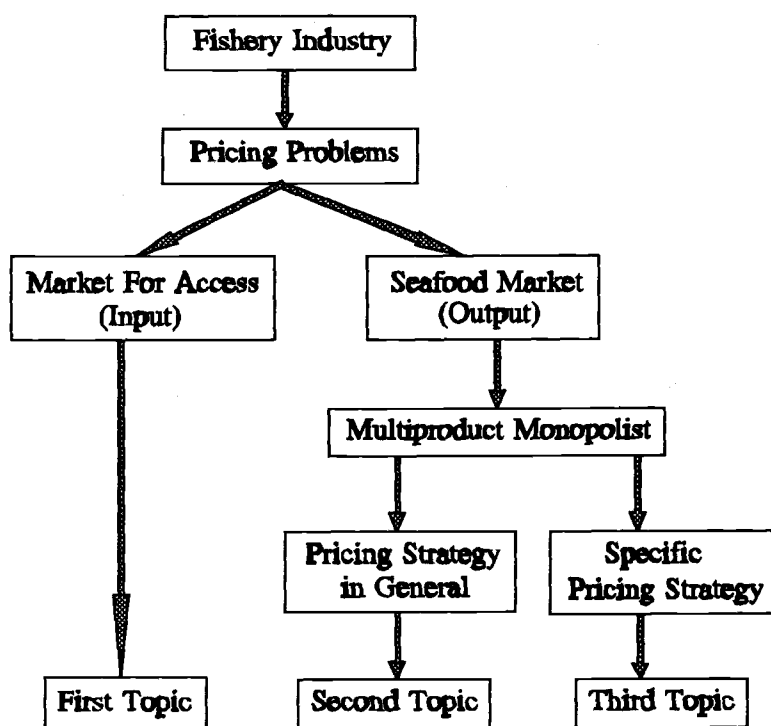 Fishery Industry
Pricing Problems
Market For Access
(Input)
Seafood Market
(Output)
Multiproduct Monopolist
Pricing Strategy
in General
Specific
Pricing Strategy
First Topic
Second Topic
Third Topic